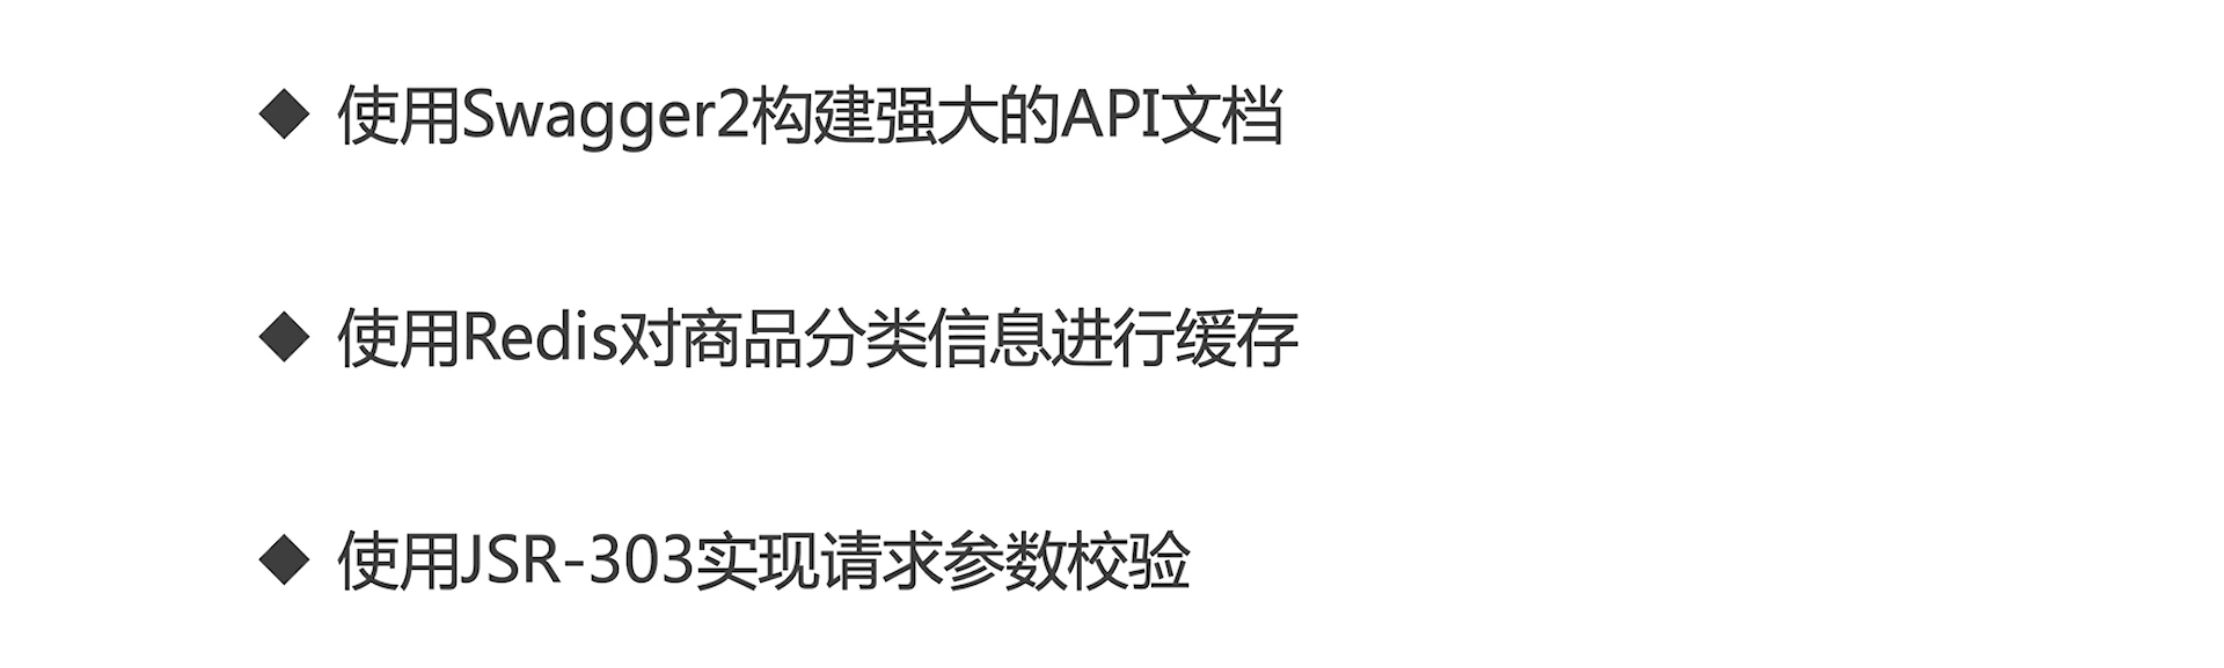 ◆ 使用Swagger2构建强大的API文档
◆ 使用Redis对商品分类信息进行缓存
◆ 使用JSR-303实现请求参数校验